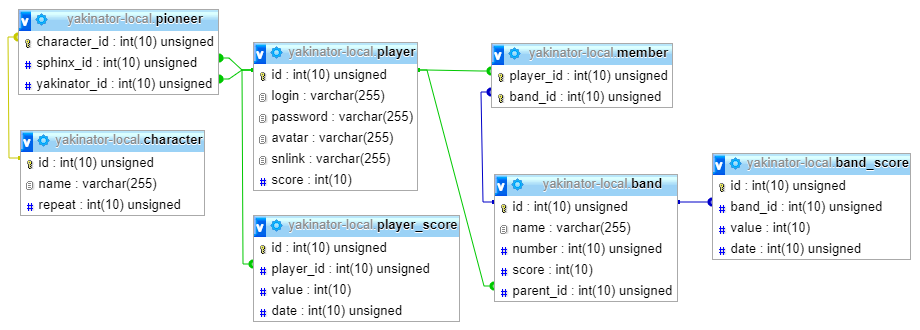 yakinator-local.pioneer
character_id : int(10) unsigned
sphinx_id : int(10) unsigned
yakinator_id : int(10) unsigned
yakinator-local.character
id : int(10) unsigned
name : varchar(255)
repeat : int(10) unsigned
yakinator-local.player
id : int(10) unsigned
login : varchar(255)
password : varchar(255)
avatar : varchar(255)
snlink : varchar(255)
score : int(10)
yakinator-local.player_score
id : int(10) unsigned
player_id : int(10) unsigned
value : int(10)
date : int(10) unsigned
yakinator-local.member
player_id : int(10) unsigned
band_id : int(10) unsigned
yakinator-local.band
id : int(10) unsigned
name : varchar(255)
number : int(10) unsigned
score : int(10)
parent_id : int(10) unsigned
yakinator-local.band_score
id : int(10) unsigned
band_id : int(10) unsigned
value : int(10)
date : int(10) unsigned